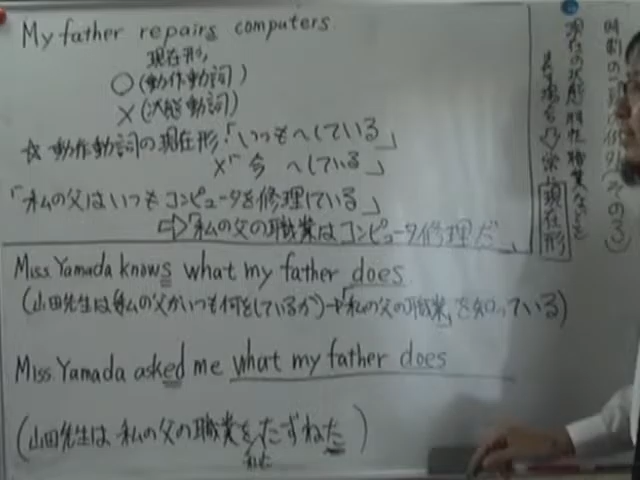 My father repairs computers
現在形
○(動作動詞)
×(状態動詞)
☆動作動詞の現在形:「いつも〜している」
×「今 〜している」
「私の父はいつもコンピュータを修理している」
⇨「私の父の職業はコンピュータ修理だ」
Miss Yamada knows what my father does
(山田先生は(私の父がいつも何をしているか)→「私の父の職業」を知っている)
Miss Yamada asked me what my father does
(山田先生は 私の父の職業をたずねた)
現在の状態 習性 職業などを
現在形
時制の一致の例外(その3)